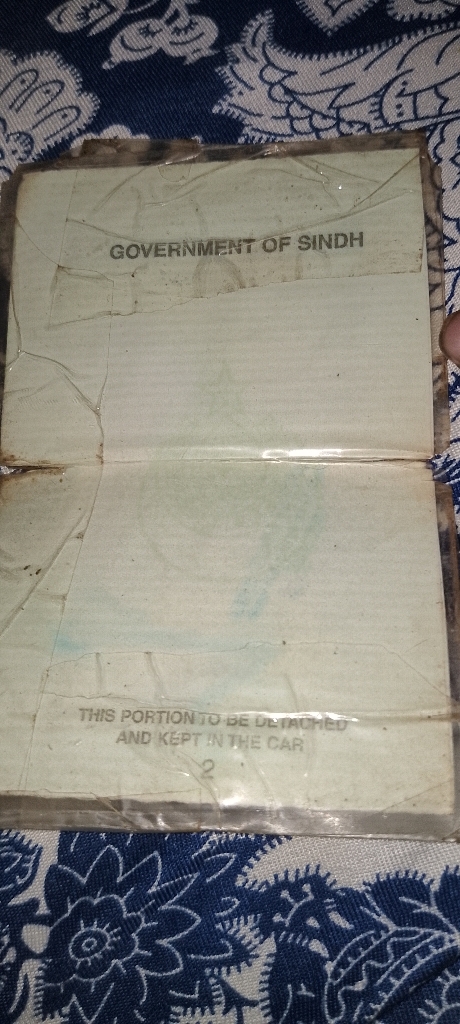 GOVERNMENT OF SINDH
THIS PORTION TO BE DETACHED
AND KEPT IN THE CAR
2